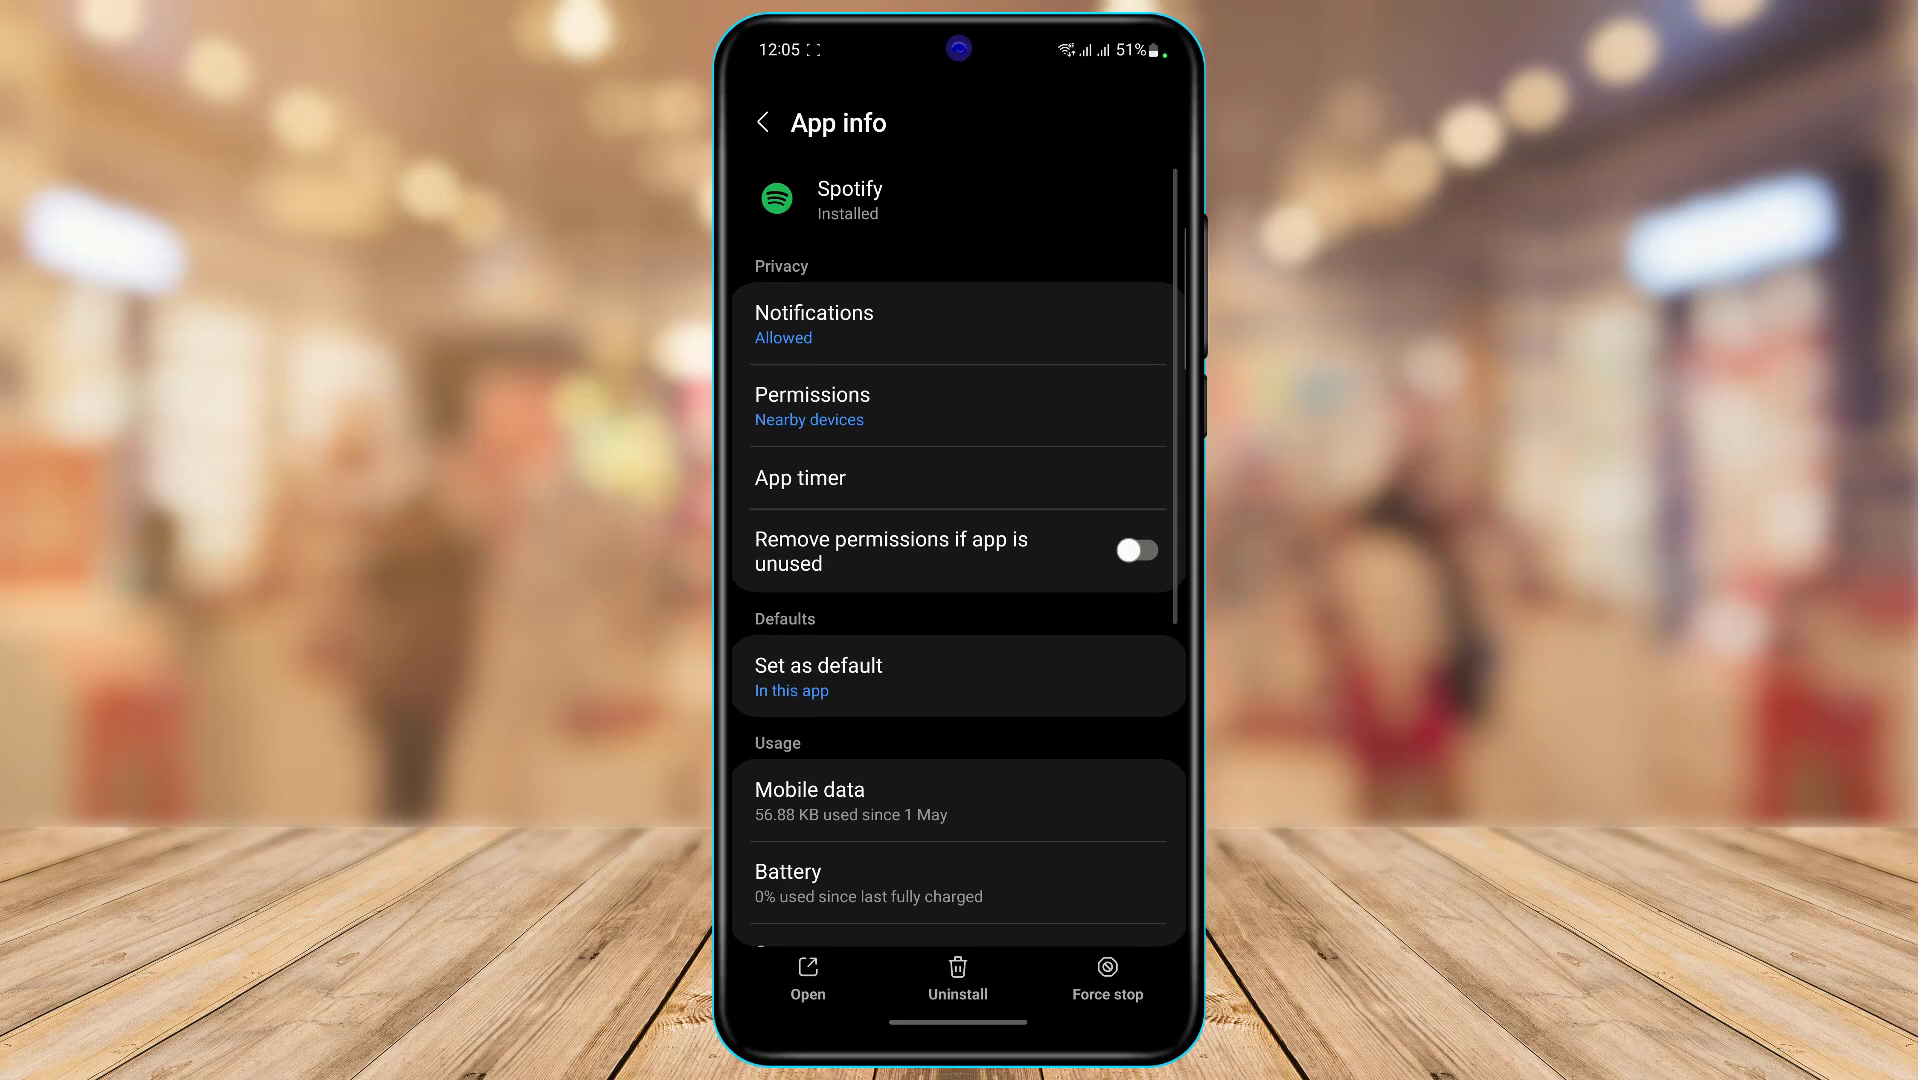 12:05
51%
App info
Spotify
Installed
Privacy
Notifications
Allowed
Permissions
Nearby devices
App timer
Remove permissions if app is
unused
Defaults
Set as default
In this app
Usage
Mobile data
56.88 KB used since 1 May
Battery
0% used since last fully charged
Open
Uninstall
Force stop